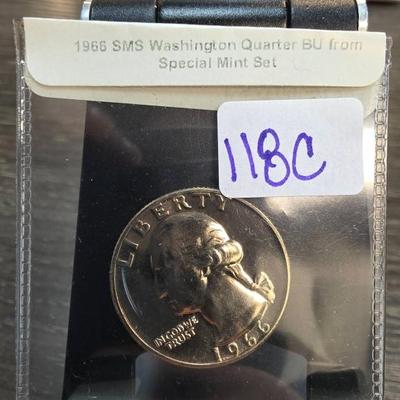 1966 SMS Washington Quarter BU from
Special Mint Set
118C
LIBERTY
IN GOD WE
TRUST
1966